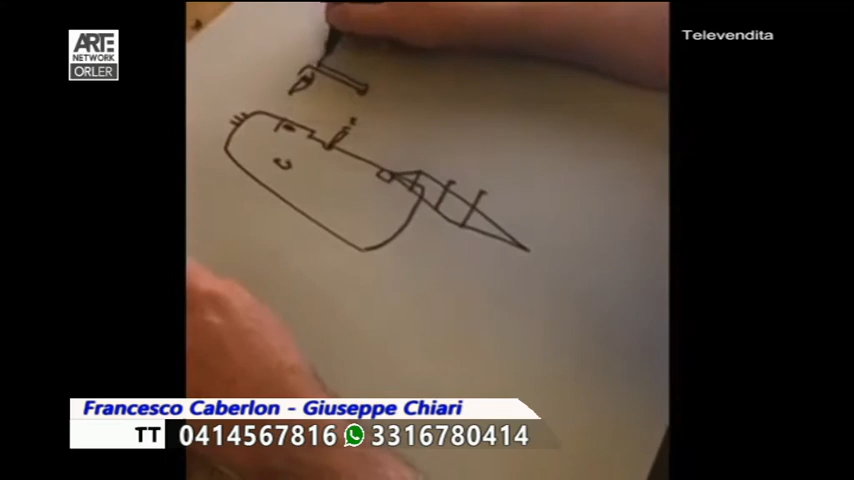 ARTE
NETWORK
ORLER
Televendita
Francesco Caberlon - Giuseppe Chiari
TT 0414567816 3316780414